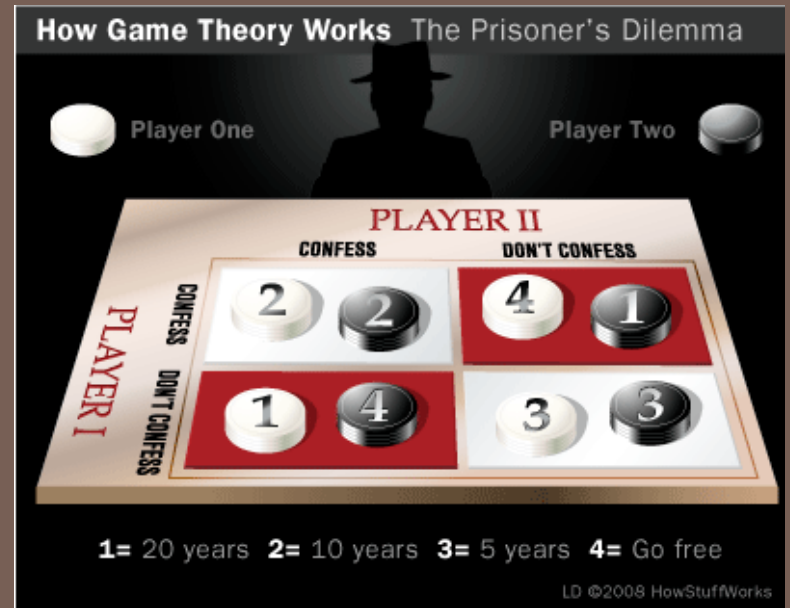 How Game Theory Works The Prisoner's Dilemma
Player One
Player Two
PLAYER II
CONFESS DON'T CONFESS
PLAYER I
CONFESS
2 2 4 1
DON'T CONFESS
1 4 3 3
1= 20 years 2= 10 years 3= 5 years 4= Go free
LD ©2008 HowStuffWorks